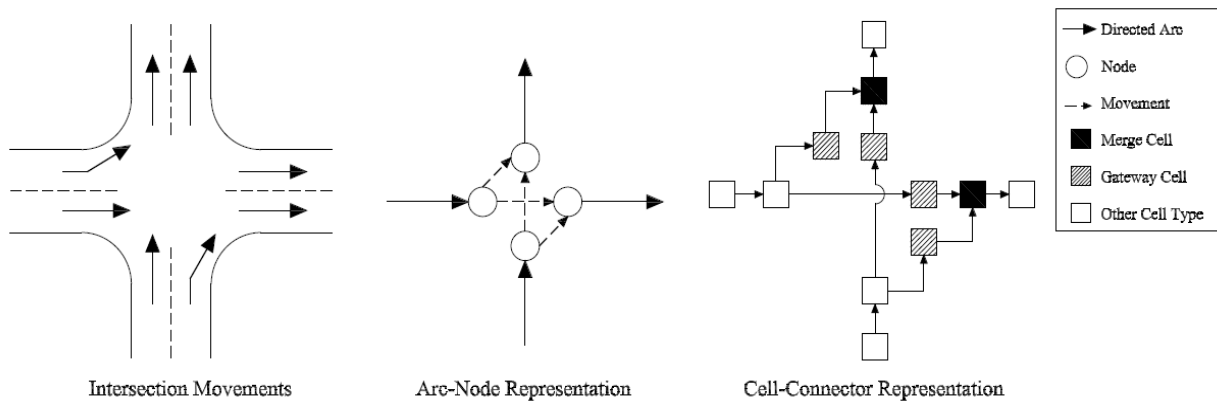 Directed Arc
Node
Movement
Merge Cell
Gateway Cell
Other Cell Type
Intersection Movements
Arc-Node Representation
Cell-Connector Representation